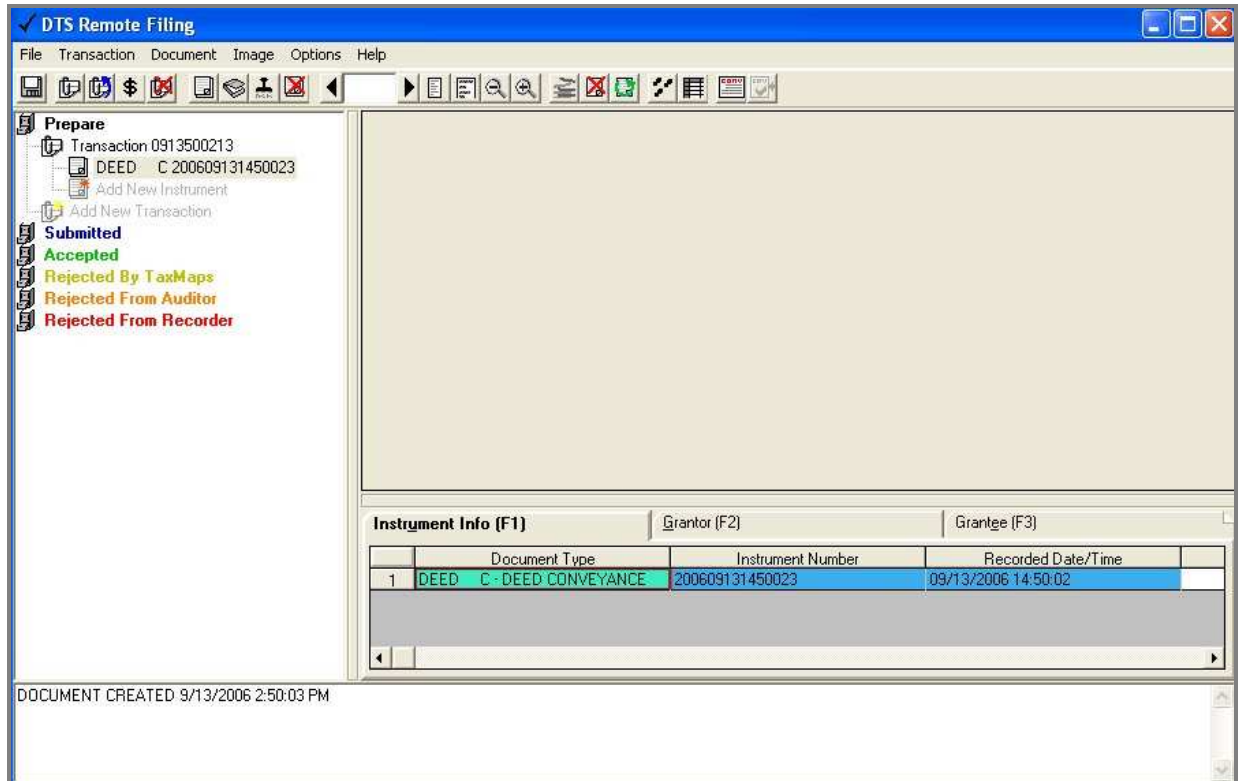 DTS Remote Filing
File Transaction Document Image Options Help
Prepare
Transaction 0913500213
DEED C 200609131450023
Add New Instrument
Add New Transaction
Submitted
Accepted
Rejected By TaxMaps
Rejected From Auditor
Rejected From Recorder
Instrument Info (F1) Grantor (F2) Grantee (F3)
Document Type Instrument Number Recorded Date/Time
1 DEED C - DEED CONVEYANCE 200609131450023 09/13/2006 14:50:02
DOCUMENT CREATED 9/13/2006 2:50:03 PM